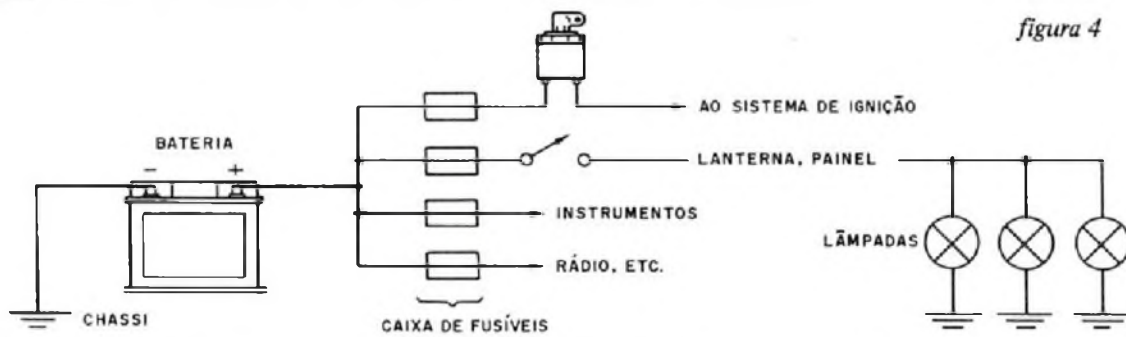 figura 4
AO SISTEMA DE IGNIÇÃO
BATERIA
- +
LANTERNA, PAINEL
INSTRUMENTOS
LÂMPADAS
RÁDIO, ETC.
CHASSI
CAIXA DE FUSÍVEIS